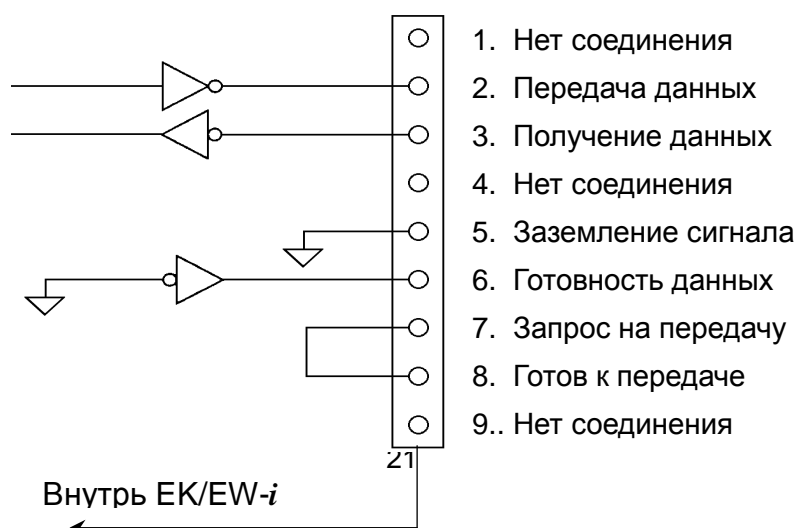 1. Нет соединения
2. Передача данных
3. Получение данных
4. Нет соединения
5. Заземление сигнала
6. Готовность данных
7. Запрос на передачу
8. Готов к передаче
9.. Нет соединения
21
Внутрь EK/EW-i